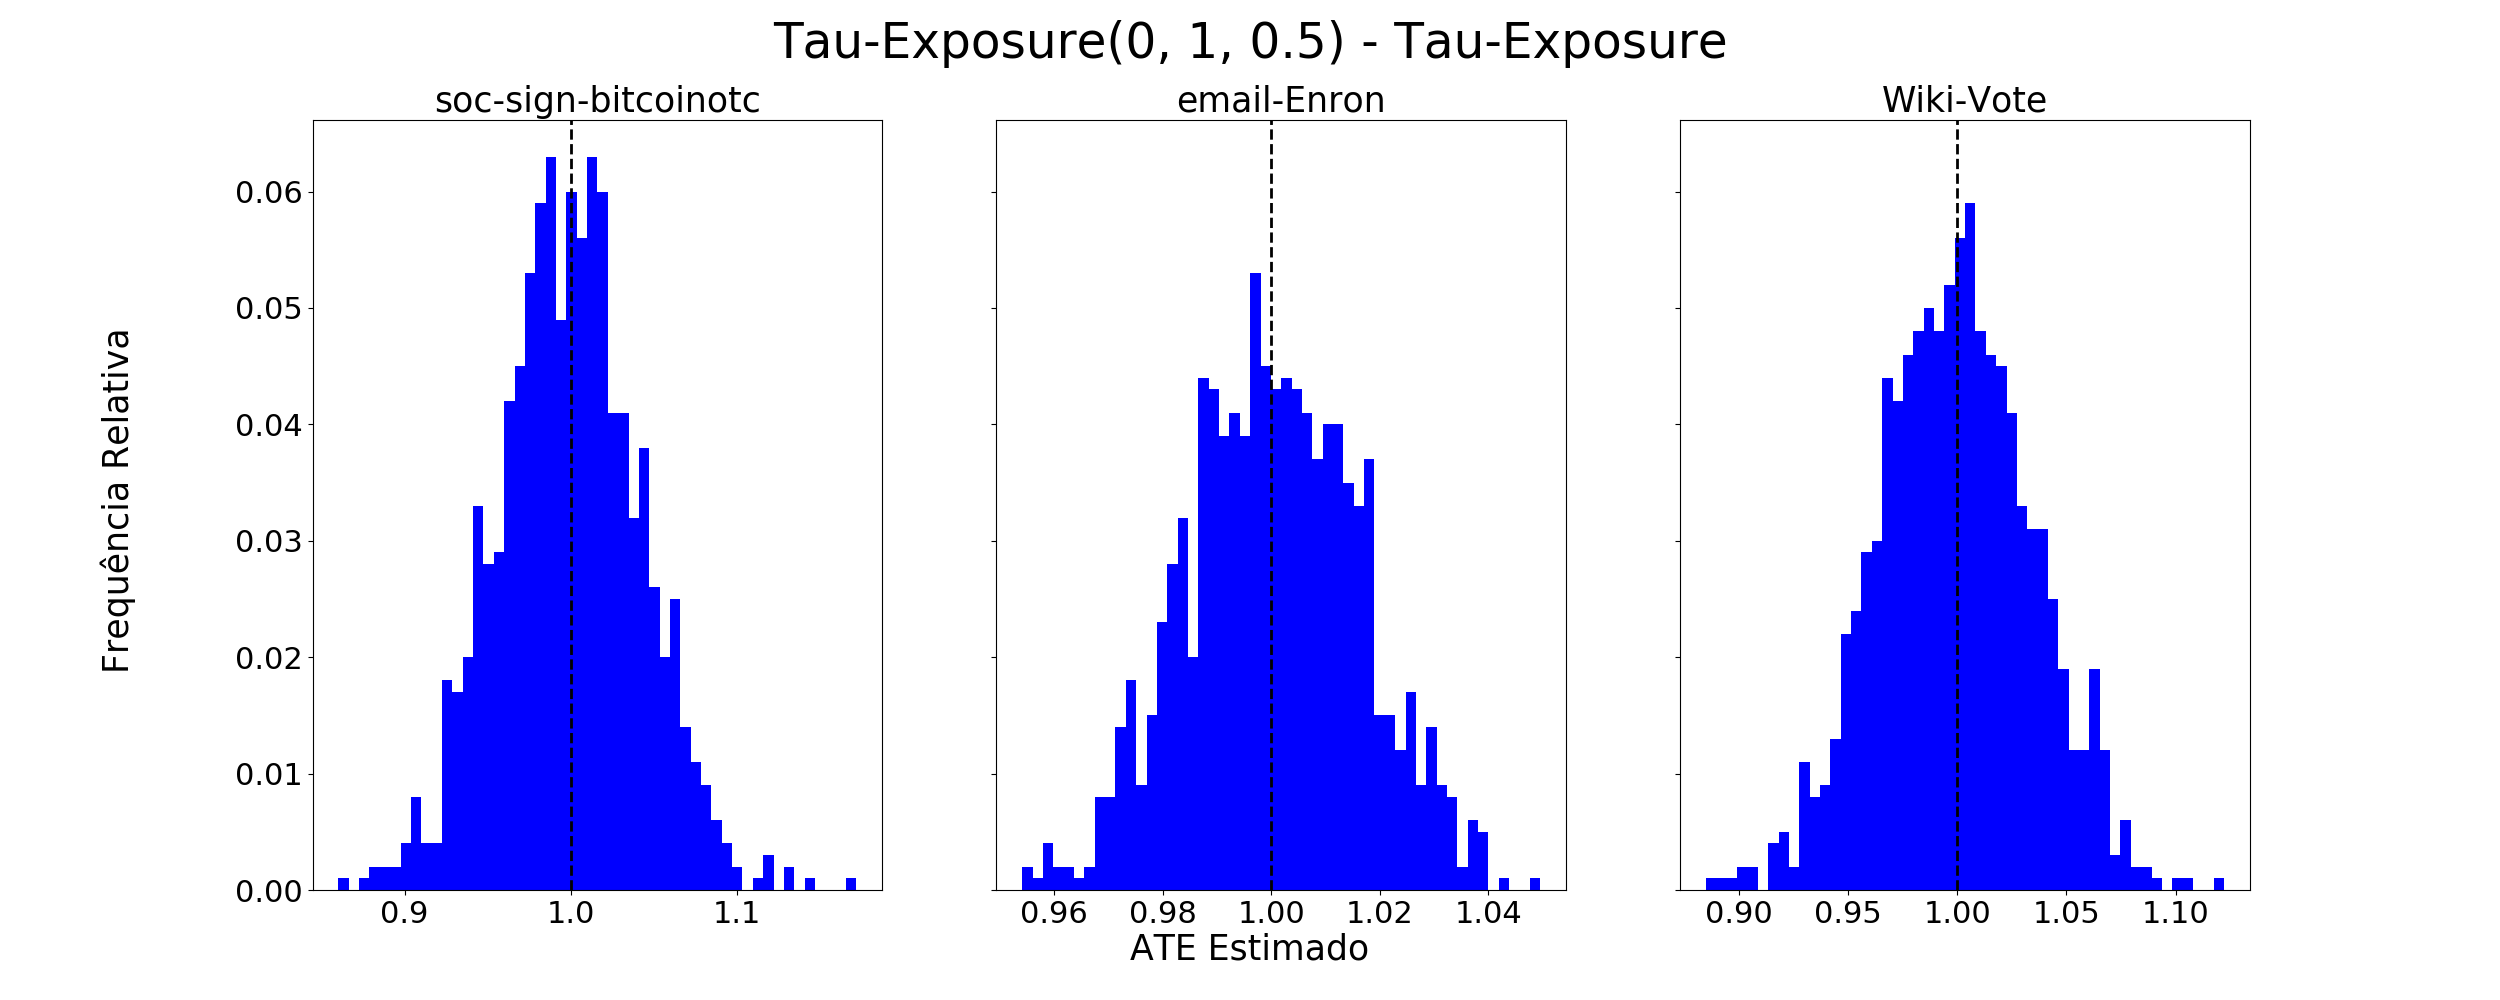 Tau-Exposure(0, 1, 0.5) - Tau-Exposure
soc-sign-bitcoinotc
email-Enron
Wiki-Vote
Frequência Relativa
0.06
0.05
0.04
0.03
0.02
0.01
0.00
0.9 1.0 1.1
0.96 0.98 1.00 1.02 1.04
0.90 0.95 1.00 1.05 1.10
ATE Estimado